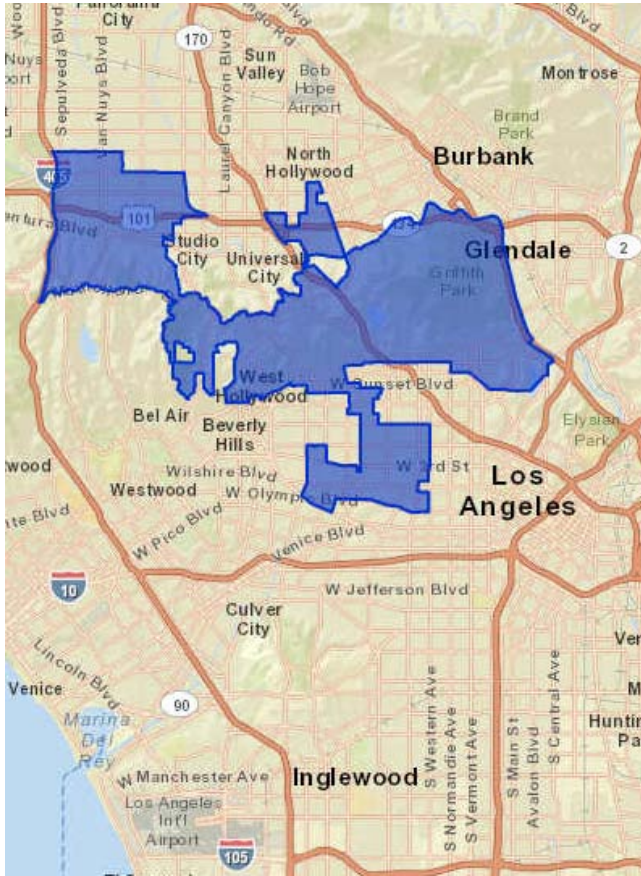 Panorama
City
Sepulveda Blvd
Van Nuys Blvd
170
Laurel Canyon Blvd
Sun
Valley
Bob
Hope
Airport
Montrose
Brand
Park
North
Hollywood
Burbank
405
101
Ventura Blvd
134
Studio
City
Universal
City
Glendale
Griffith
Park
2
West
Hollywood
W Sunset Blvd
Bel Air
Beverly
Hills
Elysian
Park
Wilshire Blvd
W 3rd St
Westwood
W Olympic Blvd
Los
Angeles
W Pico Blvd
Venice Blvd
10
W Jefferson Blvd
Culver
City
Lincoln Blvd
Venice
90
Marina
Del
Rey
S Western Ave
S Normandie Ave
S Vermont Ave
S Main St
Avalon Blvd
S Central Ave
Ver
Huntin
Pa
W Manchester Ave
Inglewood
Los Angeles
Int'l
Airport
105